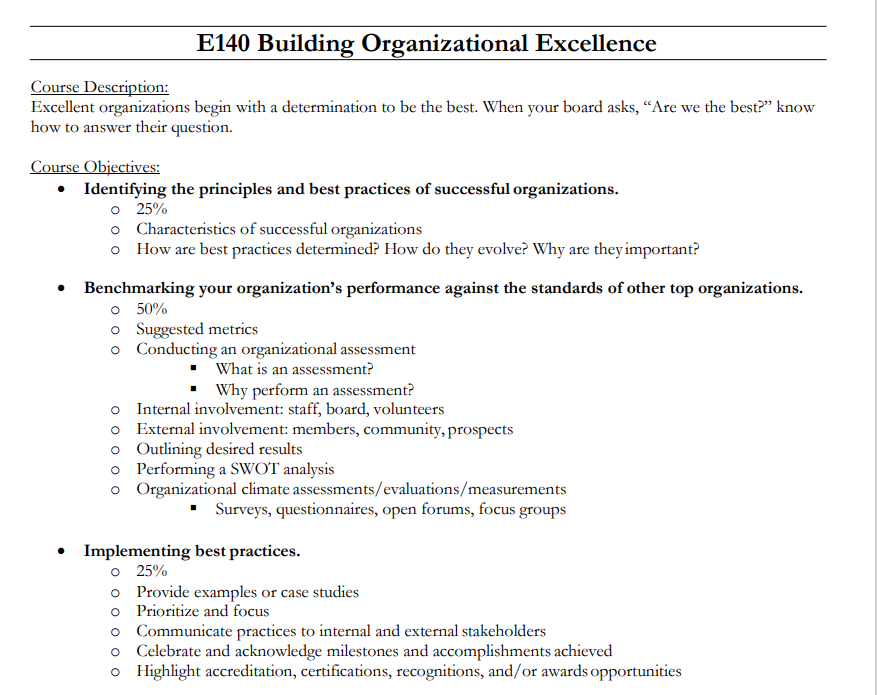 E140 Building Organizational Excellence
Course Description:
Excellent organizations begin with a determination to be the best. When your board asks, “Are we the best?” know
how to answer their question.
Course Objectives:
• Identifying the principles and best practices of successful organizations.
o 25%
o Characteristics of successful organizations
o How are best practices determined? How do they evolve? Why are they important?
• Benchmarking your organization’s performance against the standards of other top organizations.
o 50%
o Suggested metrics
o Conducting an organizational assessment
▪ What is an assessment?
▪ Why perform an assessment?
o Internal involvement: staff, board, volunteers
o External involvement: members, community, prospects
o Outlining desired results
o Performing a SWOT analysis
o Organizational climate assessments/evaluations/measurements
▪ Surveys, questionnaires, open forums, focus groups
• Implementing best practices.
o 25%
o Provide examples or case studies
o Prioritize and focus
o Communicate practices to internal and external stakeholders
o Celebrate and acknowledge milestones and accomplishments achieved
o Highlight accreditation, certifications, recognitions, and/or awards opportunities